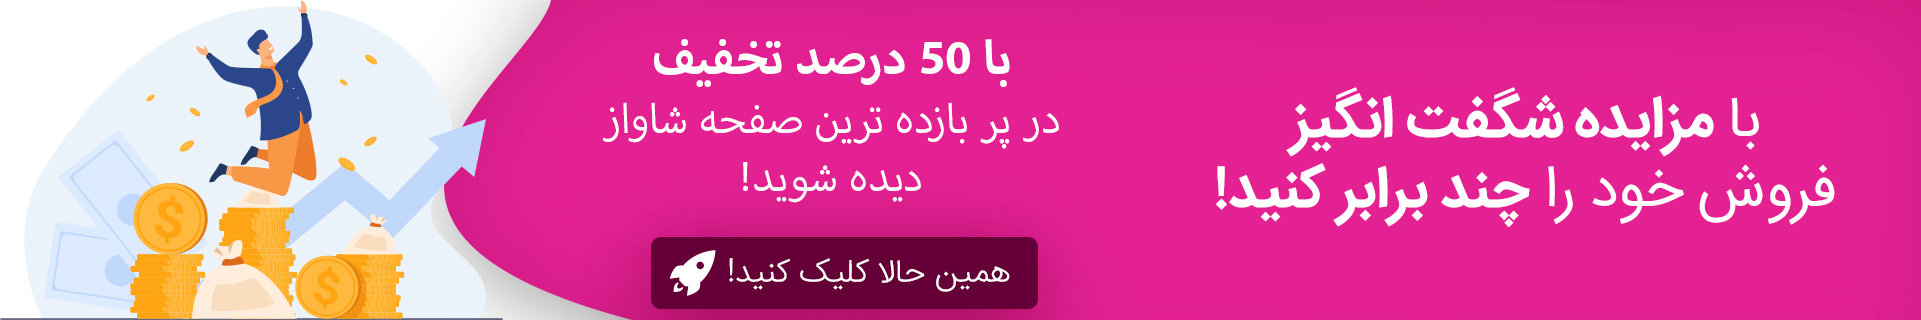 با مزایده شگفت انگیز
فروش خود را چند برابر کنید!
با 50 درصد تخفیف
در پر بازده ترین صفحه شاواز
دیده شوید!
همین حالا کلیک کنید!